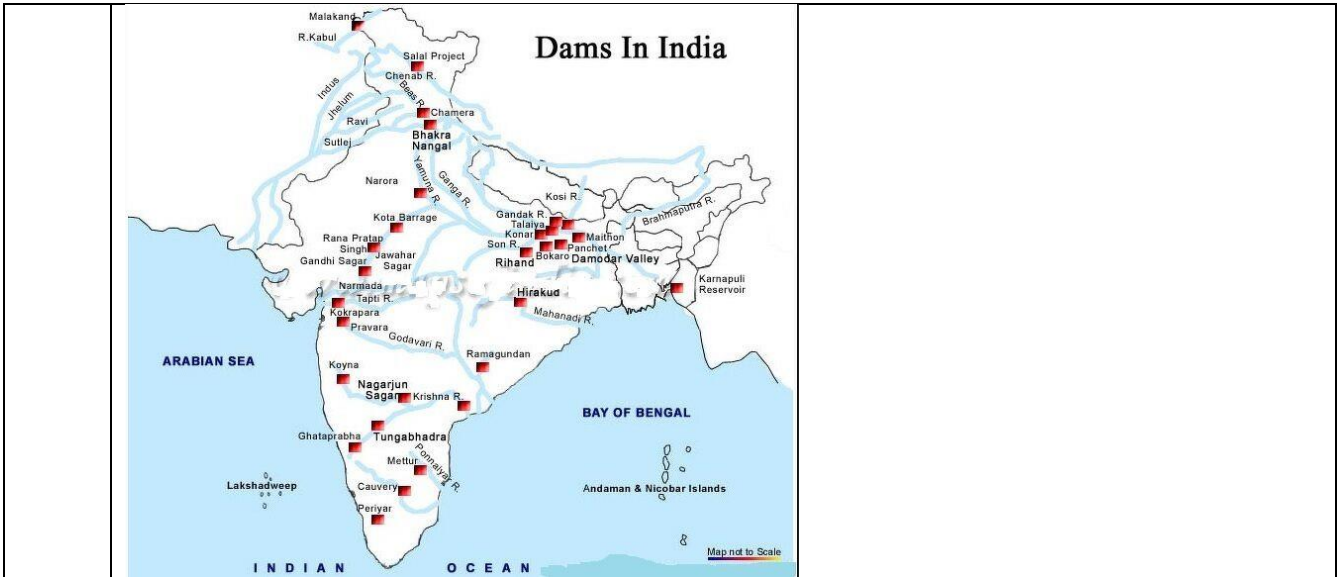 Dams In India
Malakand
R.Kabul
Salal Project
Chenab R.
Indus
Jhelum
Beas R.
Ravi
Sutlej
Chamera
Bhakra
Nangal
Narora
Yamuna R.
Ganga R.
Kosi R.
Gandak R.
Talaiya
Konar
Son R.
Maithon
Panchet
Bokaro
Damodar Valley
Rihand
Brahmaputra R.
Kota Barrage
Rana Pratap
Singh
Jawahar
Sagar
Gandhi Sagar
Narmada
Tapti R.
Kokrapara
Pravara
Hirakud
Mahanadi R.
Karnapuli
Reservoir
Godavari R.
Ramagundan
ARABIAN SEA
Koyna
Nagarjun
Sagar
Krishna R.
BAY OF BENGAL
Ghataprabha
Tungabhadra
Mettur
Ponnaiyar R.
Cauvery
Periyar
Lakshadweep
Andaman & Nicobar Islands
Map not to Scale
INDIAN OCEAN